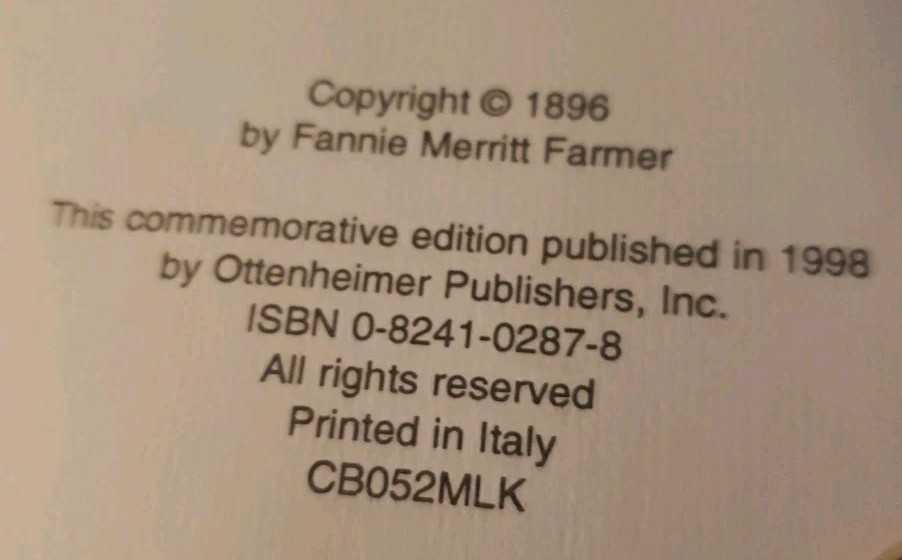 Copyright © 1896
by Fannie Merritt Farmer
This commemorative edition published in 1998
by Ottenheimer Publishers, Inc.
ISBN 0-8241-0287-8
All rights reserved
Printed in Italy
CB052MLK